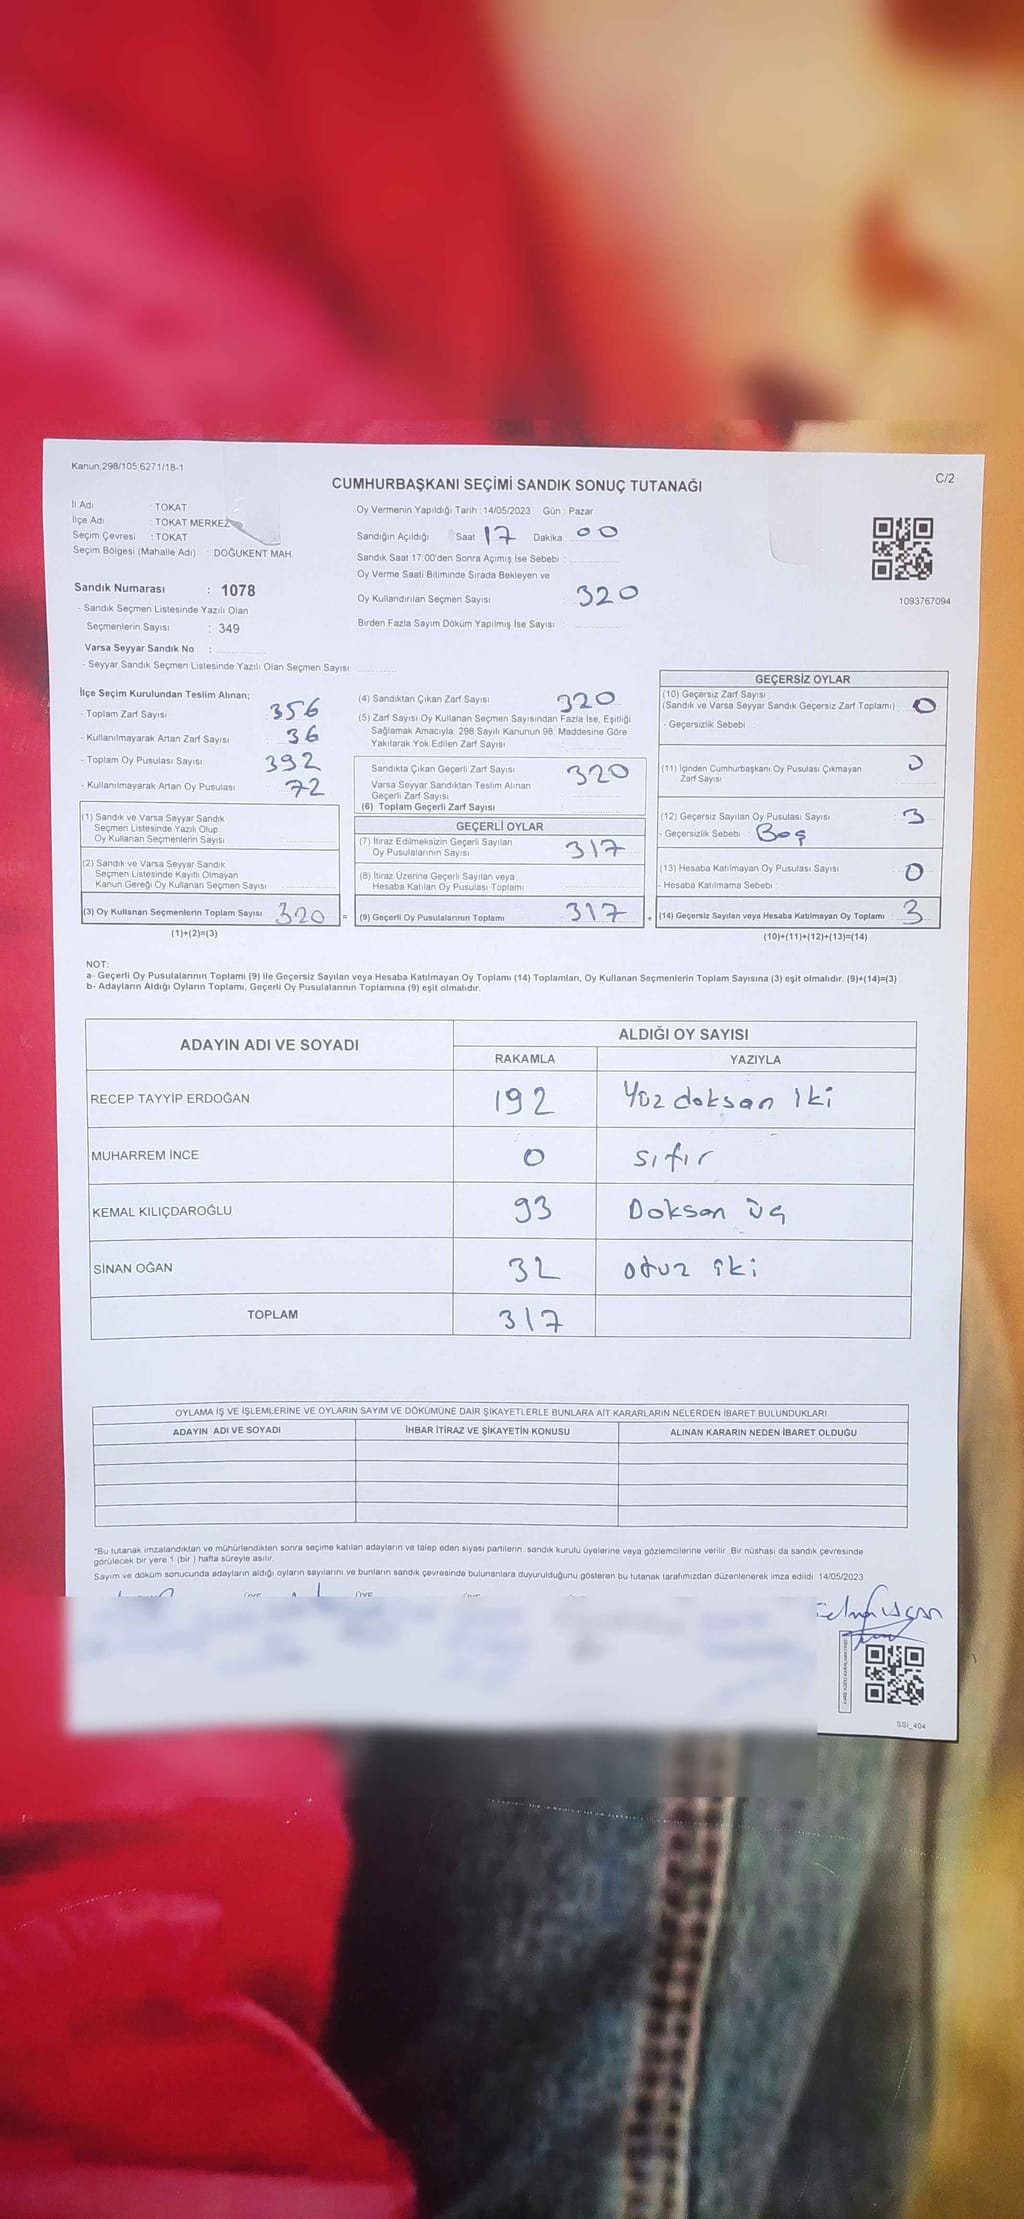 Kanun:298/105,6271/18-1
C/2
CUMHURBAŞKANI SEÇİMİ SANDIK SONUÇ TUTANAĞI
İl Adı : TOKAT
İlçe Adı : TOKAT MERKEZ
Seçim Çevresi : TOKAT
Seçim Bölgesi (Mahalle Adı) : DOĞUKENT MAH.
Oy Vermenin Yapıldığı Tarih :14/05/2023 Gün : Pazar
Sandığın Açıldığı Saat 17 Dakika : 00
Sandık Saat 17:00'den Sonra Açımış İse Sebebi :
Oy Verme Saati Bitiminde Sırada Bekleyen ve
Oy Kullandırılan Seçmen Sayısı : 320
Birden Fazla Sayım Döküm Yapılmış İse Sayısı :
1093767094
Sandık Numarası : 1078
- Sandık Seçmen Listesinde Yazılı Olan
Seçmenlerin Sayısı : 349
Varsa Seyyar Sandık No :
- Seyyar Sandık Seçmen Listesinde Yazılı Olan Seçmen Sayısı:
İlçe Seçim Kurulundan Teslim Alınan;
- Toplam Zarf Sayısı : 356
- Kullanılmayarak Artan Zarf Sayısı : 36
- Toplam Oy Pusulası Sayısı : 392
- Kullanılmayarak Artan Oy Pusulası : 72
(1) Sandık ve Varsa Seyyar Sandık
Seçmen Listesinde Yazılı Olup
Oy Kullanan Seçmenlerin Sayısı :
(2) Sandık ve Varsa Seyyar Sandık
Seçmen Listesinde Kayıtlı Olmayan
Kanun Gereği Oy Kullanan Seçmen Sayısı :
(3) Oy Kullanan Seçmenlerin Toplam Sayısı : 320 =
(1)+(2)=(3)
(4) Sandıktan Çıkan Zarf Sayısı : 320
(5) Zarf Sayısı Oy Kullanan Seçmen Sayısından Fazla İse, Eşitliği
Sağlamak Amacıyla; 298 Sayılı Kanunun 98. Maddesine Göre
Yakılarak Yok Edilen Zarf Sayısı :
Sandıkta Çıkan Geçerli Zarf Sayısı : 320
Varsa Seyyar Sandıktan Teslim Alınan
Geçerli Zarf Sayısı
(6) Toplam Geçerli Zarf Sayısı
GEÇERLİ OYLAR
(7) İtiraz Edilmeksizin Geçerli Sayılan
Oy Pusulalarının Sayısı : 317
(8) İtiraz Üzerine Geçerli Sayılan veya
Hesaba Katılan Oy Pusulası Toplamı :
(9) Geçerli Oy Pusulalarının Toplamı : 317 +
GEÇERSİZ OYLAR
(10) Geçersiz Zarf Sayısı
(Sandık ve Varsa Seyyar Sandık Geçersiz Zarf Toplamı) : 0
- Geçersizlik Sebebi :
(11) İçinden Cumhurbaşkanı Oy Pusulası Çıkmayan
Zarf Sayısı : 0
(12) Geçersiz Sayılan Oy Pusulası Sayısı : 3
- Geçersizlik Sebebi : Boş
(13) Hesaba Katılmayan Oy Pusulası Sayısı : 0
- Hesaba Katılmama Sebebi :
(14) Geçersiz Sayılan veya Hesaba Katılmayan Oy Toplamı : 3
(10)+(11)+(12)+(13)=(14)
NOT:
a- Geçerli Oy Pusulalarının Toplamı (9) ile Geçersiz Sayılan veya Hesaba Katılmayan Oy Toplamı (14) Toplamları, Oy Kullanan Seçmenlerin Toplam Sayısına (3) eşit olmalıdır. (9)+(14)=(3)
b- Adayların Aldığı Oyların Toplamı, Geçerli Oy Pusulalarının Toplamına (9) eşit olmalıdır.
ADAYIN ADI VE SOYADI ALDIĞI OY SAYISI
RAKAMLA YAZIYLA
RECEP TAYYİP ERDOĞAN 192 Yüz doksan iki
MUHARREM İNCE 0 sıfır
KEMAL KILIÇDAROĞLU 93 Doksan üç
SİNAN OĞAN 32 otuz iki
TOPLAM 317
OYLAMA İŞ VE İŞLEMLERİNE VE OYLARIN SAYIM VE DÖKÜMÜNE DAİR ŞİKAYETLERLE BUNLARA AİT KARARLARIN NELERDEN İBARET BULUNDUKLARI
ADAYIN ADI VE SOYADI İHBAR İTİRAZ VE ŞİKAYETİN KONUSU ALINAN KARARIN NEDEN İBARET OLDUĞU
*Bu tutanak imzalandıktan ve mühürlendikten sonra seçime katılan adayların ve talep eden siyasi partilerin sandık kurulu üyelerine veya gözlemcilerine verilir. Bir nüshası da sandık çevresinde
görülecek bir yere 1 (bir ) hafta süreyle asılır.
Sayım ve döküm sonucunda adayların aldığı oyların sayılarını ve bunların sandık çevresinde bulunanlara duyurulduğunu gösteren bu tutanak tarafımızdan düzenlenerek imza edildi. 14/05/2023
SSI_404